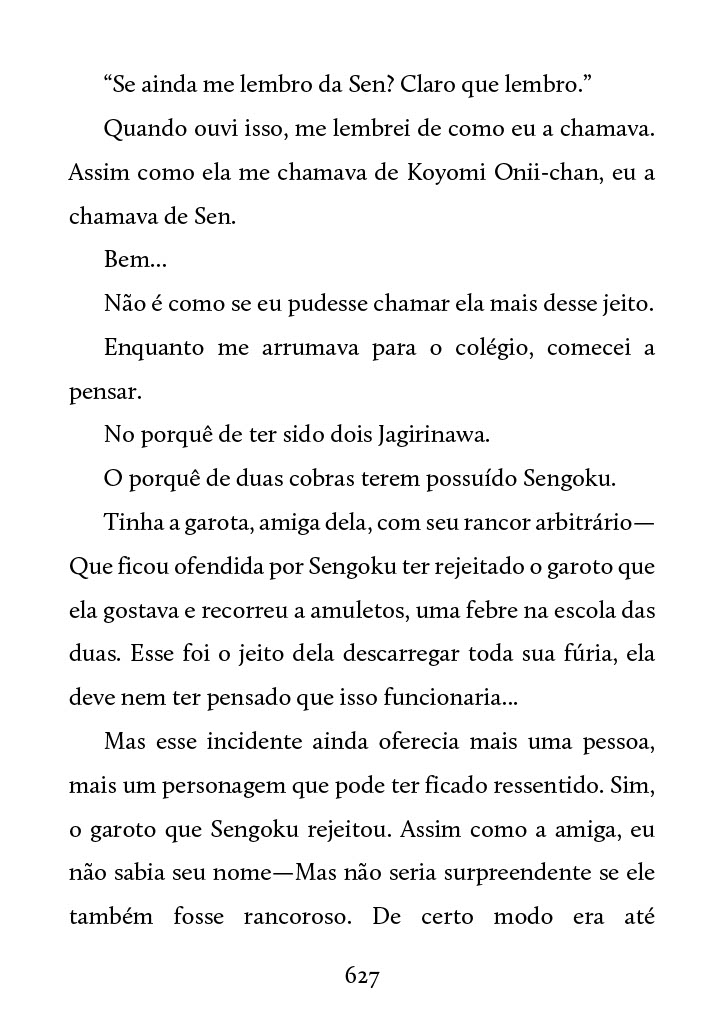 “Se ainda me lembro da Sen? Claro que lembro.”
Quando ouvi isso, me lembrei de como eu a chamava.
Assim como ela me chamava de Koyomi Onii-chan, eu a
chamava de Sen.
Bem...
Não é como se eu pudesse chamar ela mais desse jeito.
Enquanto me arrumava para o colégio, comecei a
pensar.
No porquê de ter sido dois Jagirinawa.
O porquê de duas cobras terem possuído Sengoku.
Tinha a garota, amiga dela, com seu rancor arbitrário—
Que ficou ofendida por Sengoku ter rejeitado o garoto que
ela gostava e recorreu a amuletos, uma febre na escola das
duas. Esse foi o jeito dela descarregar toda sua fúria, ela
deve nem ter pensado que isso funcionaria...
Mas esse incidente ainda oferecia mais uma pessoa,
mais um personagem que pode ter ficado ressentido. Sim,
o garoto que Sengoku rejeitou. Assim como a amiga, eu
não sabia seu nome—Mas não seria surpreendente se ele
também fosse rancoroso. De certo modo era até
627